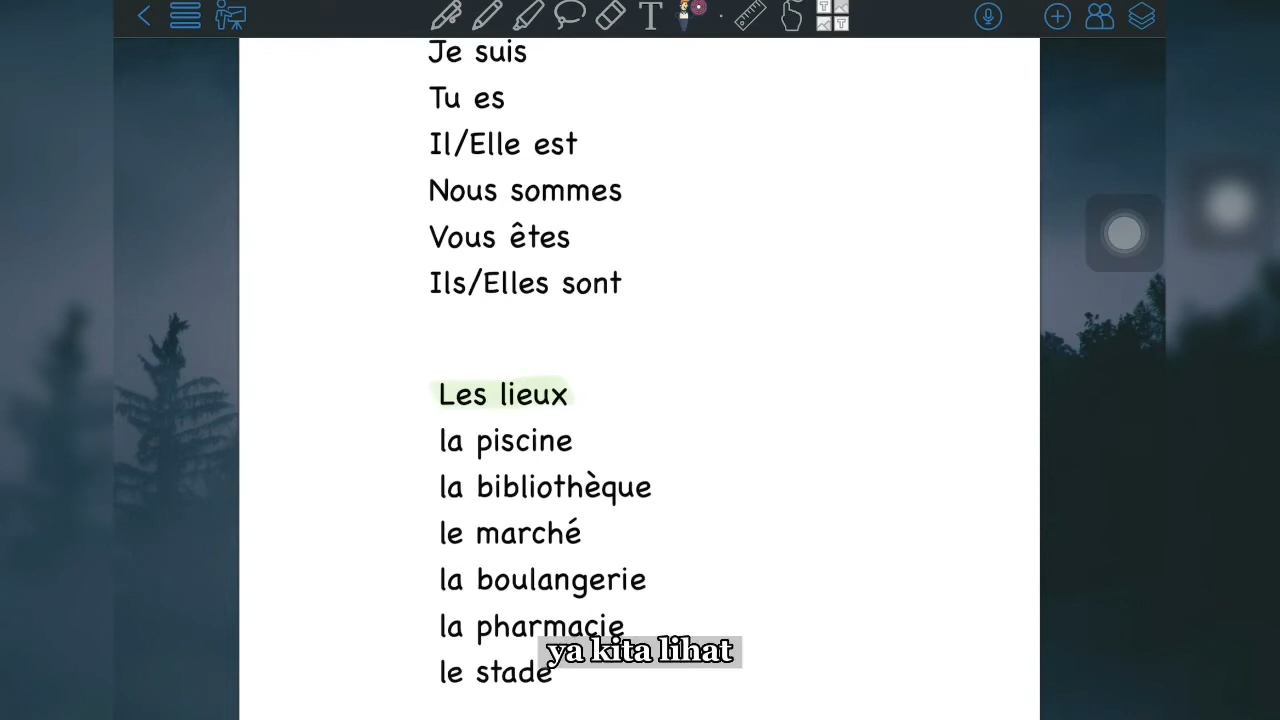 Je suis
Tu es
Il/Elle est
Nous sommes
Vous êtes
Ils/Elles sont
Les lieux
la piscine
la bibliothèque
le marché
la boulangerie
la pharmacie
le stade
ya kita lihat